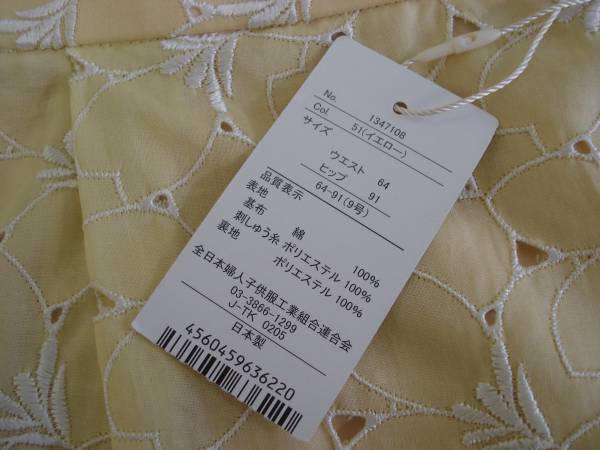 No. 1347108
Col. 51(イエロー)
サイズ
ウエスト 64
ヒップ 91
64-91(9号)
品質表示
表地
基布 綿 100%
刺しゅう糸 ポリエステル 100%
裏地 ポリエステル 100%
全日本婦人子供服工業組合連合会
03-3866-1299
J-TK 0205
日本製
4560459636220